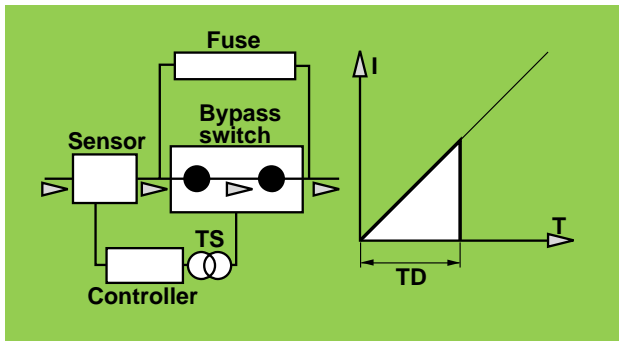 Fuse
I
Bypass
switch
Sensor
T
TS
TD
Controller